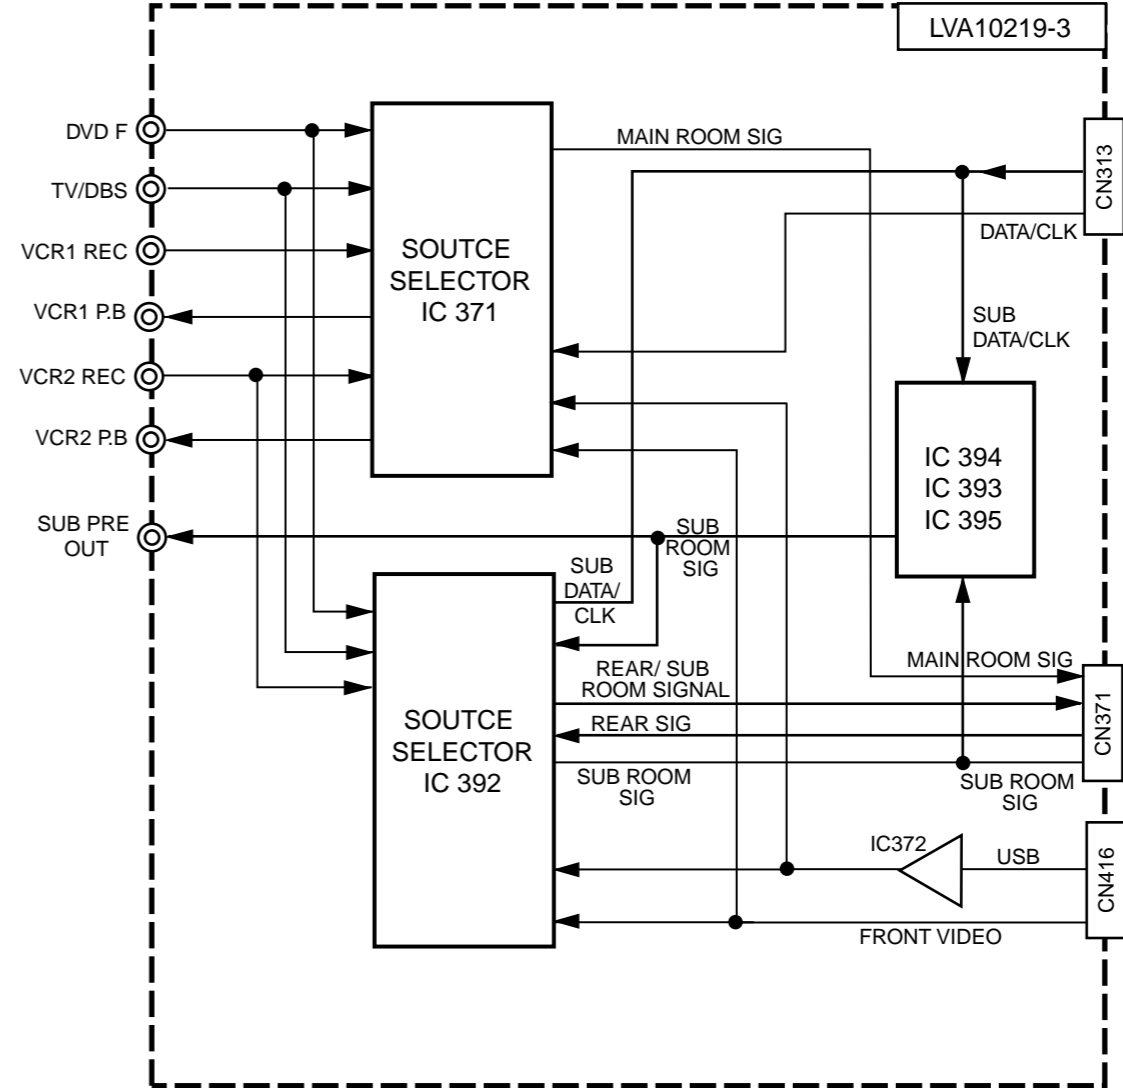 LVA10219-3
DVD F
TV/DBS
VCR1 REC
VCR1 P.B
VCR2 REC
VCR2 P.B
SUB PRE
OUT
SOUTCE
SELECTOR
IC 371
MAIN ROOM SIG
CN313
DATA/CLK
SUB
DATA/CLK
IC 394
IC 393
IC 395
SUB
ROOM
SIG
SUB
DATA/
CLK
SOUTCE
SELECTOR
IC 392
REAR/ SUB
ROOM SIGNAL
REAR SIG
SUB ROOM
SIG
MAIN ROOM SIG
CN371
SUB ROOM
SIG
IC372
USB
CN416
FRONT VIDEO